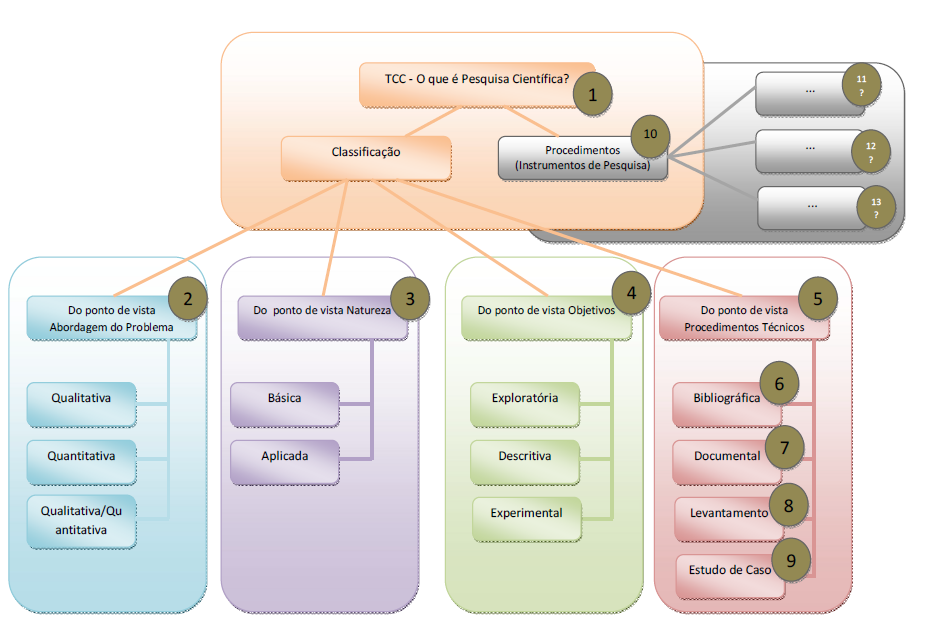 TCC - O que é Pesquisa Científica?
1
Classificação
10
Procedimentos
(Instrumentos de Pesquisa)
...
11
?
...
12
?
...
13
?
Do ponto de vista
Abordagem do Problema
2
Qualitativa
Quantitativa
Qualitativa/Qu
antitativa
Do ponto de vista Natureza
3
Básica
Aplicada
Do ponto de vista Objetivos
4
Exploratória
Descritiva
Experimental
Do ponto de vista
Procedimentos Técnicos
5
Bibliográfica
6
Documental
7
Levantamento
8
Estudo de Caso
9